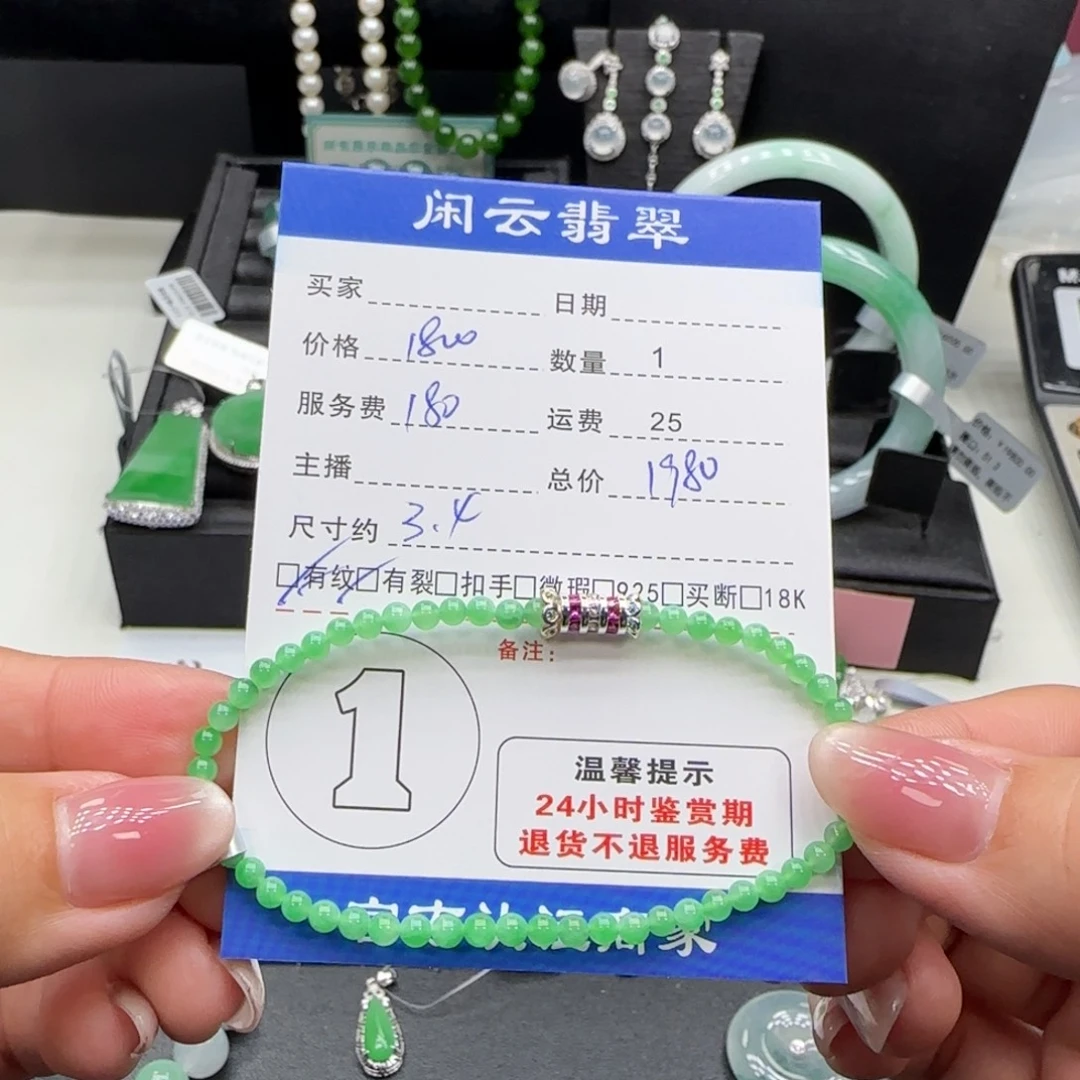 闲云翡翠
买家 日期
价格 1800 数量 1
服务费 180 运费 25
主播 总价 1980
尺寸约 3.4
□有纹□有裂□扣手□微瑕□925□买断□18K
备注:
1
温馨提示
24小时鉴赏期
退货不退服务费